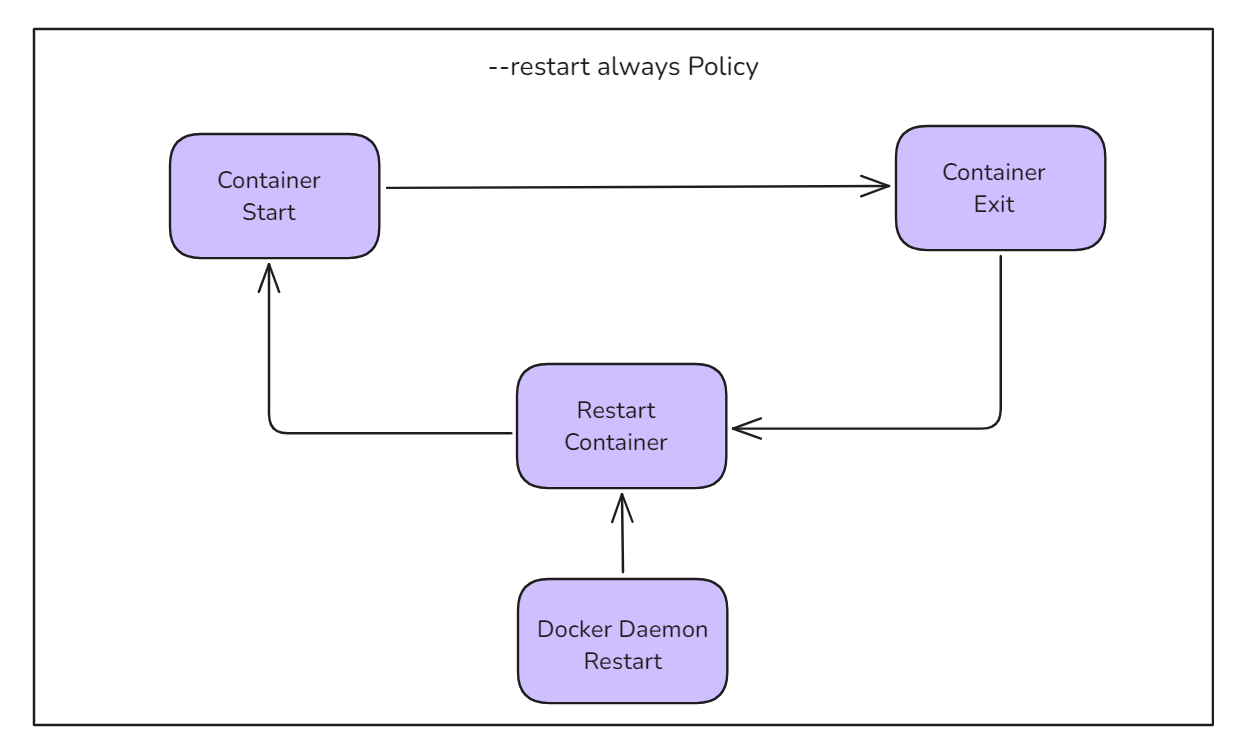 --restart always Policy
Container
Start
Container
Exit
Restart
Container
Docker Daemon
Restart